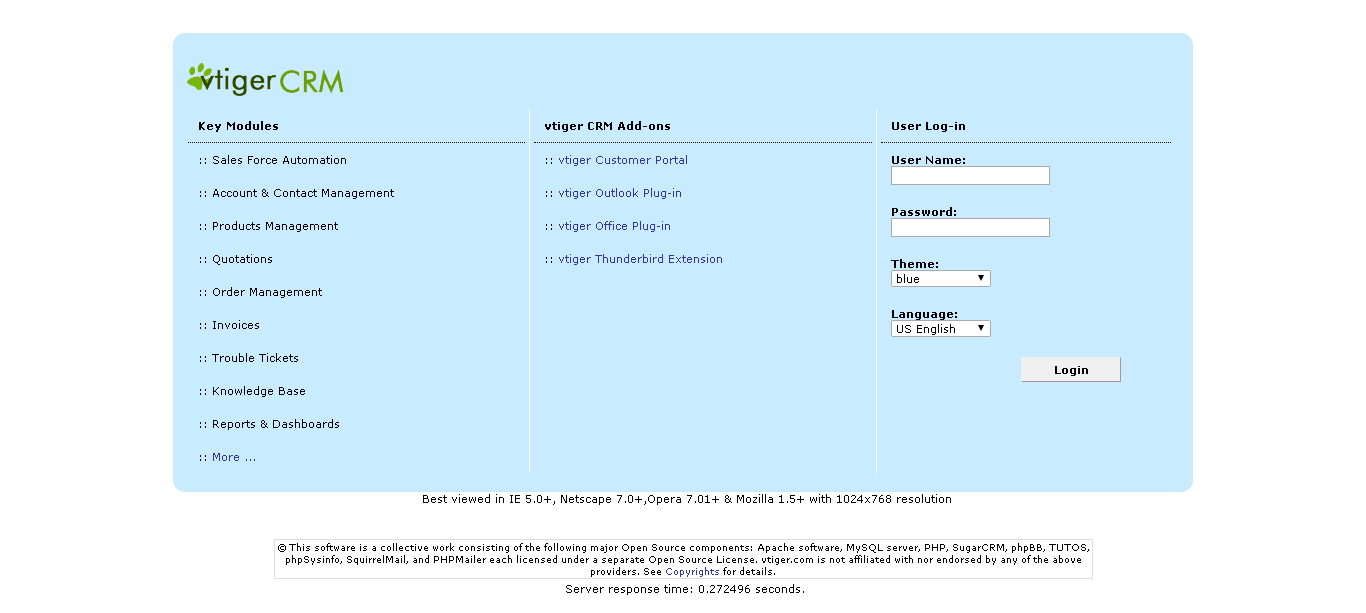 vtiger CRM
Key Modules
:: Sales Force Automation
:: Account & Contact Management
:: Products Management
:: Quotations
:: Order Management
:: Invoices
:: Trouble Tickets
:: Knowledge Base
:: Reports & Dashboards
:: More ...
vtiger CRM Add-ons
:: vtiger Customer Portal
:: vtiger Outlook Plug-in
:: vtiger Office Plug-in
:: vtiger Thunderbird Extension
User Log-in
User Name:
Password:
Theme:
blue
Language:
US English
Login
Best viewed in IE 5.0+, Netscape 7.0+,Opera 7.01+ & Mozilla 1.5+ with 1024x768 resolution
© This software is a collective work consisting of the following major Open Source components: Apache software, MySQL server, PHP, SugarCRM, phpBB, TUTOS,
phpSysinfo, SquirrelMail, and PHPMailer each licensed under a separate Open Source License. vtiger.com is not affiliated with nor endorsed by any of the above
providers. See Copyrights for details.
Server response time: 0.272496 seconds.